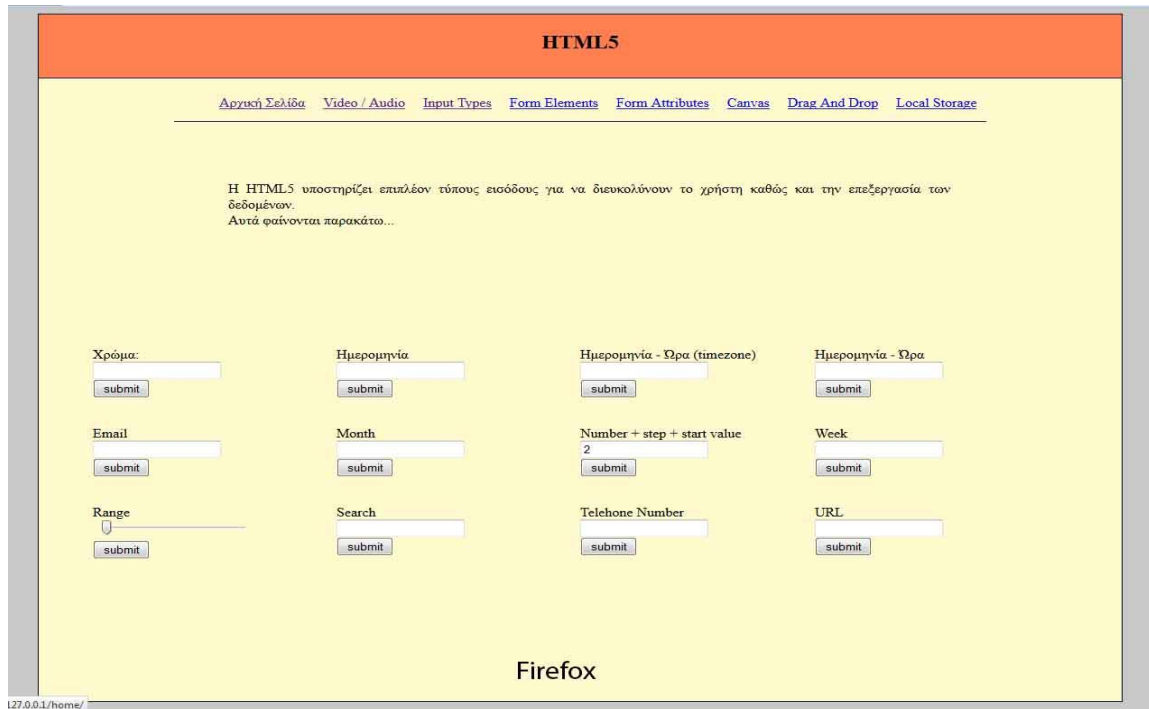 HTML5
Αρχική Σελίδα Video / Audio Input Types Form Elements Form Attributes Canvas Drag And Drop Local Storage
Η HTML5 υποστηρίζει επιπλέον τύπους εισόδους για να διευκολύνουν το χρήστη καθώς και την επεξεργασία των
δεδομένων.
Αυτά φαίνονται παρακάτω...
Χρώμα: Ημερομηνία Ημερομηνία - Ώρα (timezone) Ημερομηνία - Ώρα
submit submit submit submit
Email Month Number + step + start value Week
2
submit submit submit submit
Range Search Telehone Number URL
submit submit submit submit
Firefox
127.0.0.1/home/